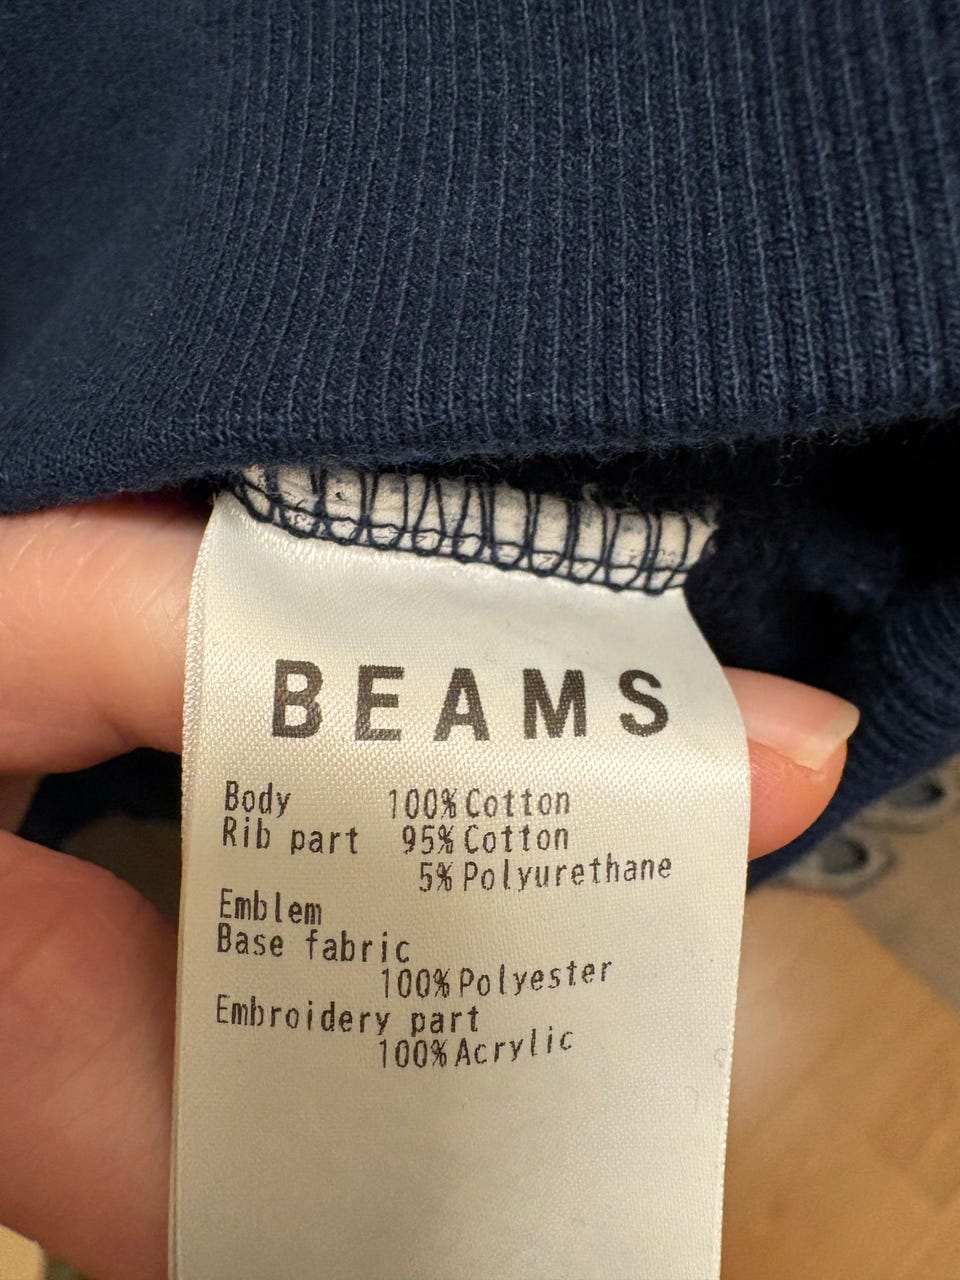 BEAMS
Body 100% Cotton
Rib part 95% Cotton
5% Polyurethane
Emblem
Base fabric
100% Polyester
Embroidery part
100% Acrylic